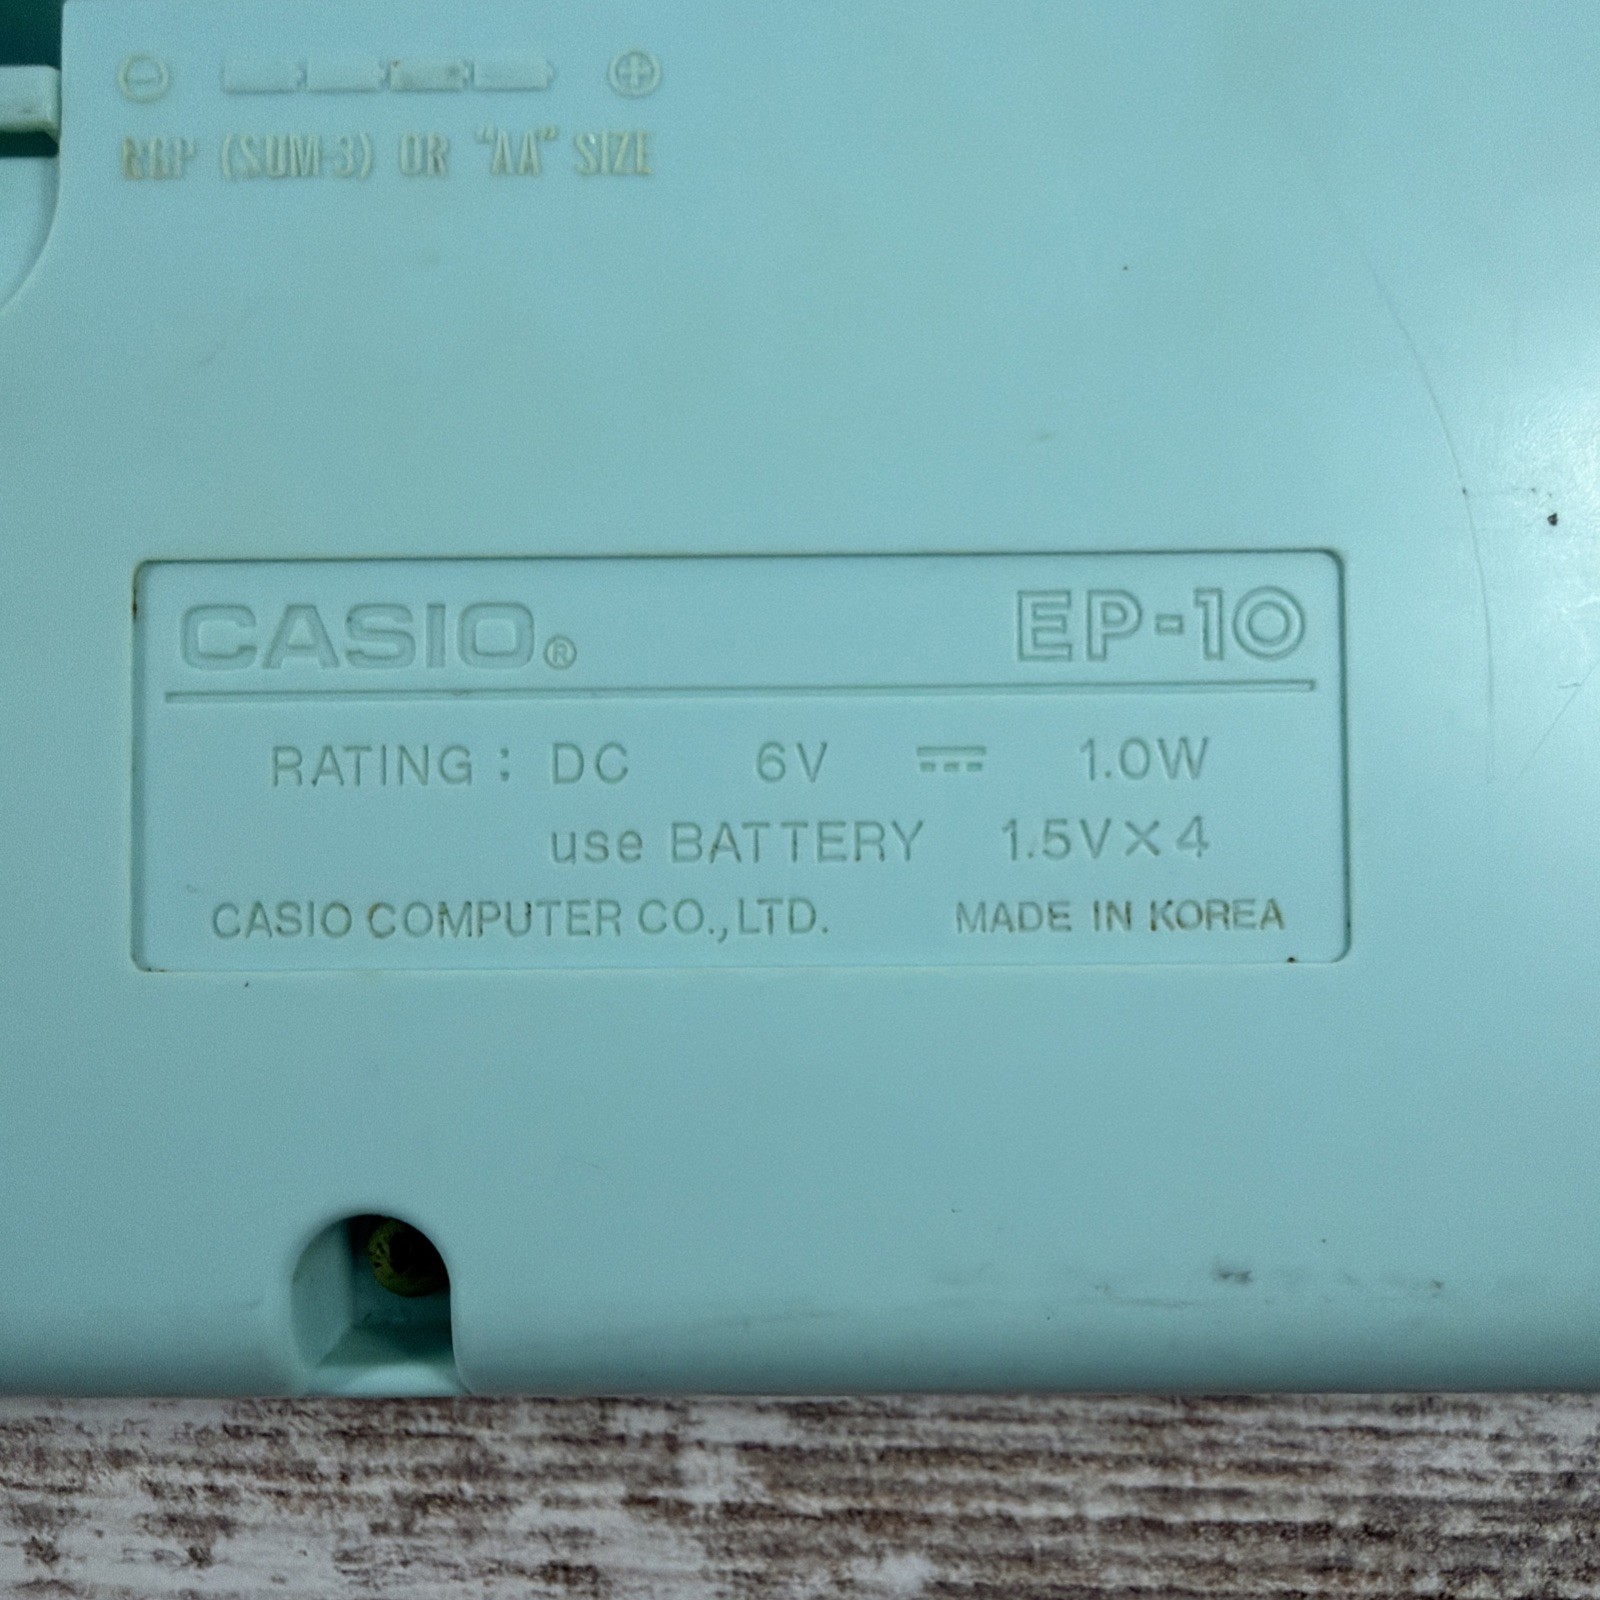 R6P (SUM-3) OR "AA" SIZE
CASIO® EP-10
RATING : DC 6V ⎓ 1.0W
use BATTERY 1.5V×4
CASIO COMPUTER CO.,LTD. MADE IN KOREA